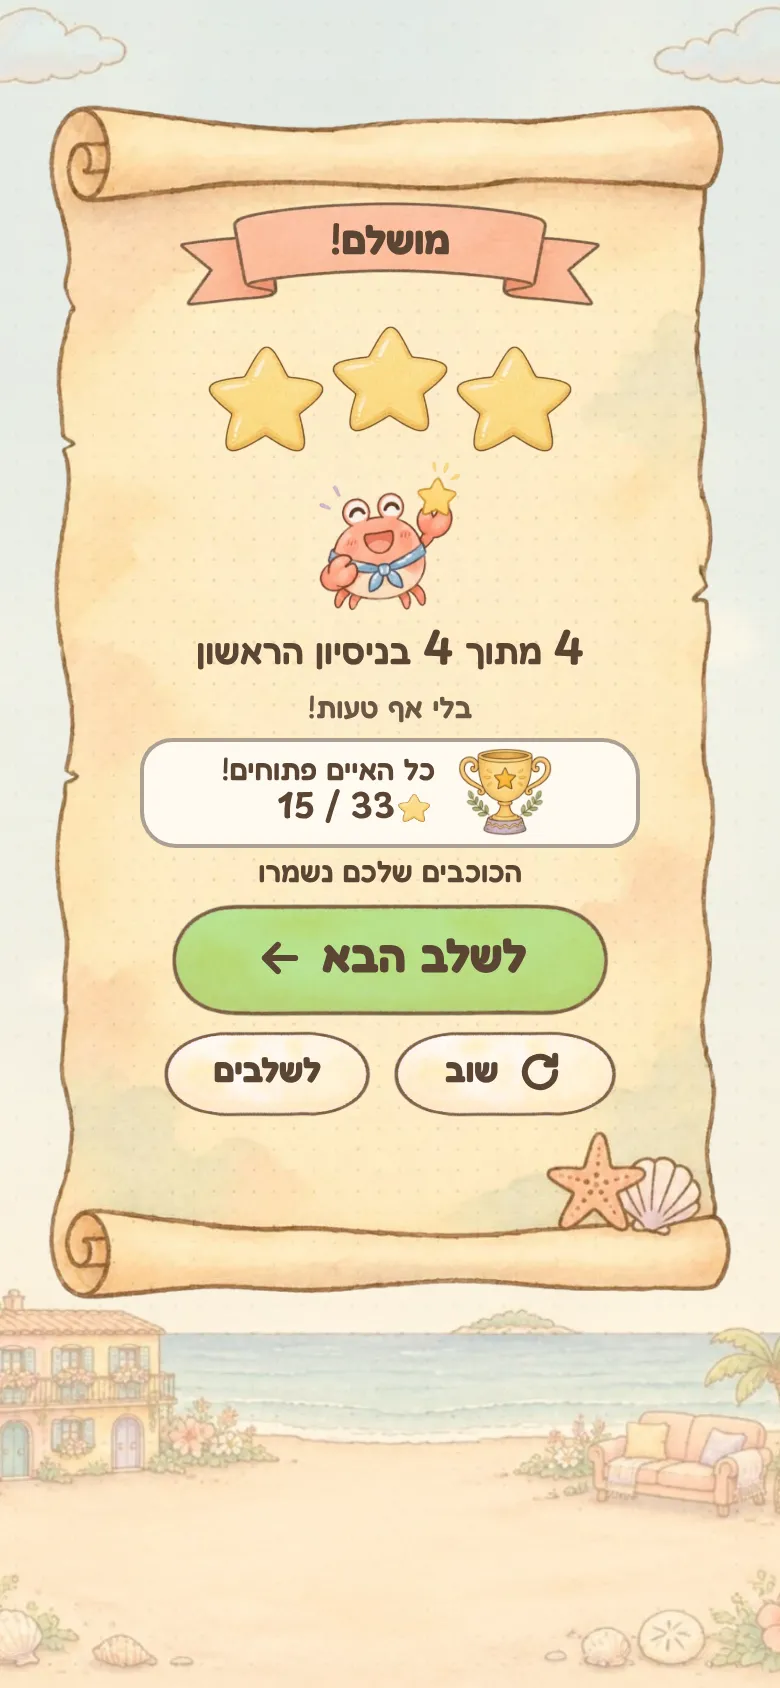 מושלם!
4 מתוך 4 בניסיון הראשון
בלי אף טעות!
כל האיים פתוחים!
15 / 33
הכוכבים שלכם נשמרו
לשלב הבא ←
שוב
לשלבים